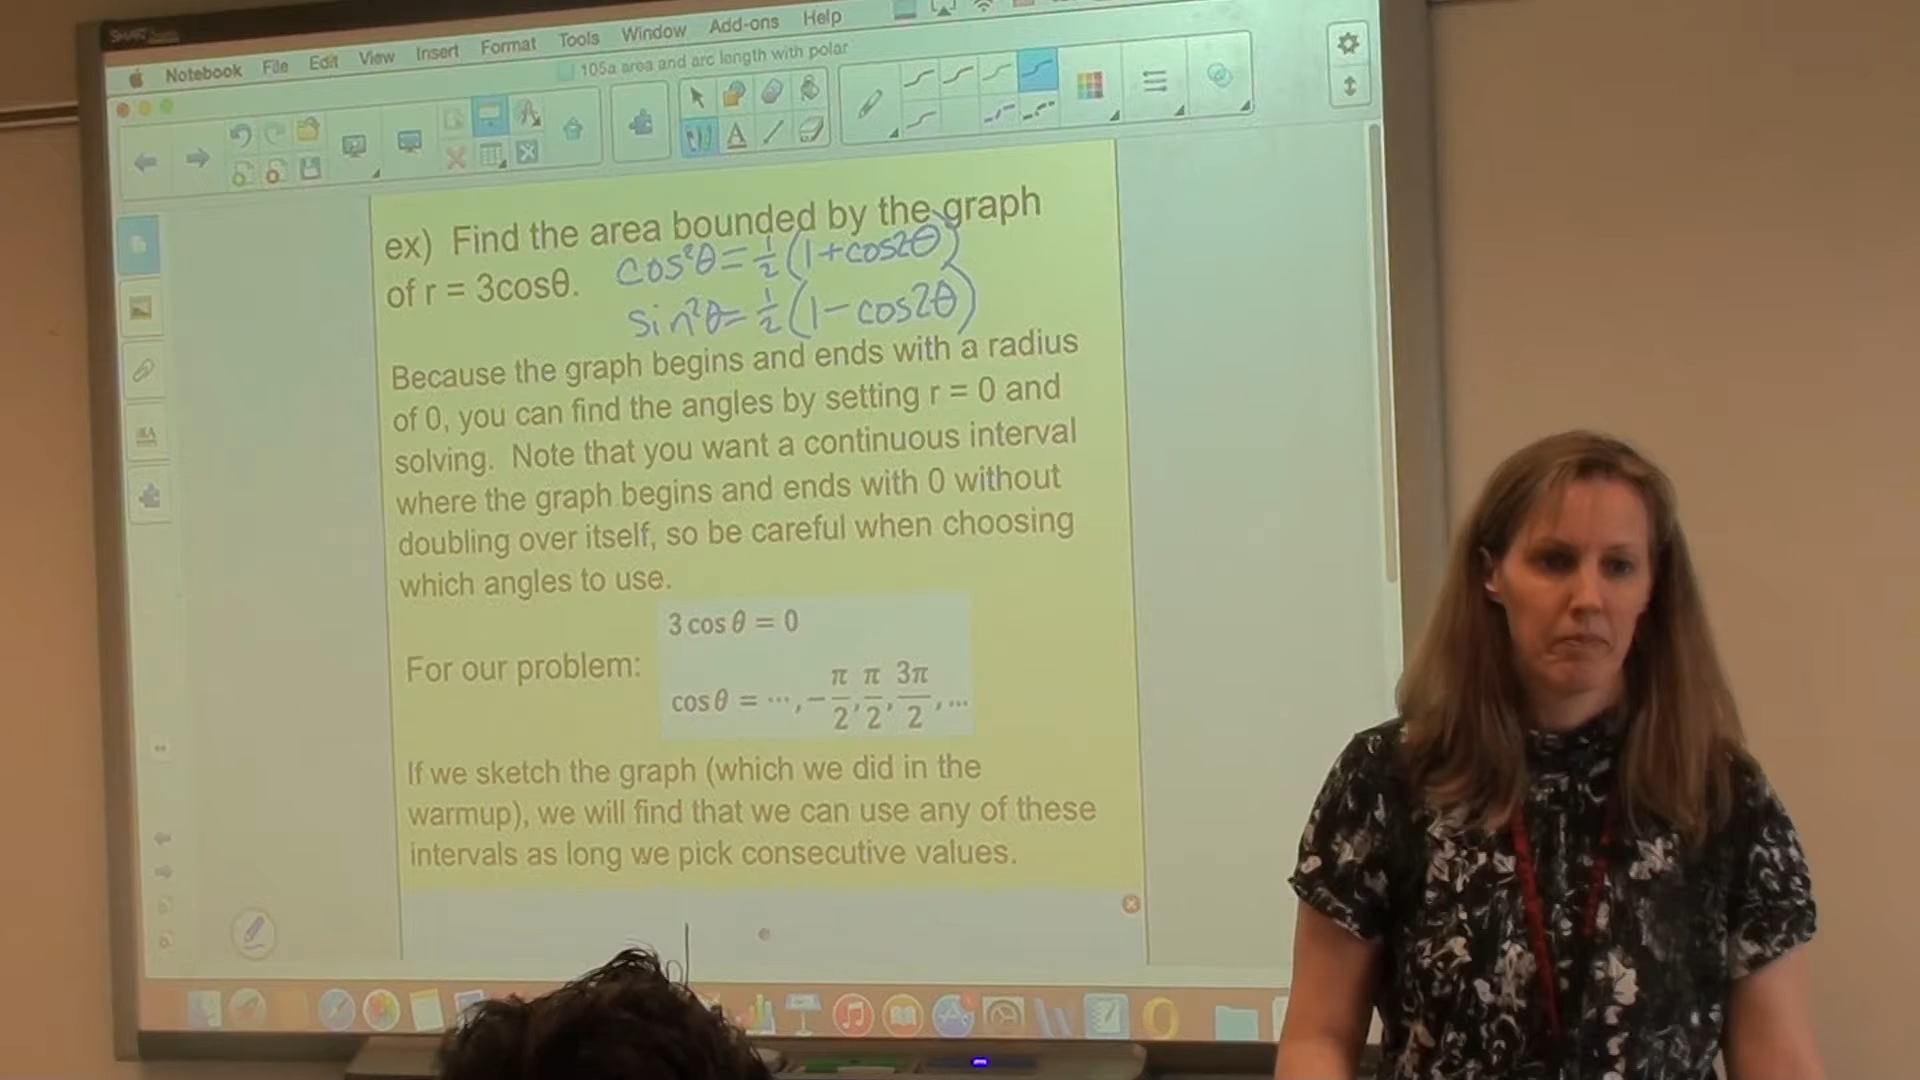 SMART
Notebook File Edit View Insert Format Tools Window Add-ons Help
105a area and arc length with polar
ex) Find the area bounded by the graph
of r = 3cosθ.
cos²θ = 1/2 (1+cos2θ)
sin²θ = 1/2 (1-cos2θ)
Because the graph begins and ends with a radius
of 0, you can find the angles by setting r = 0 and
solving. Note that you want a continuous interval
where the graph begins and ends with 0 without
doubling over itself, so be careful when choosing
which angles to use.
3 cos θ = 0
For our problem:
cos θ = ⋯, -π/2, π/2, 3π/2, ⋯
If we sketch the graph (which we did in the
warmup), we will find that we can use any of these
intervals as long we pick consecutive values.